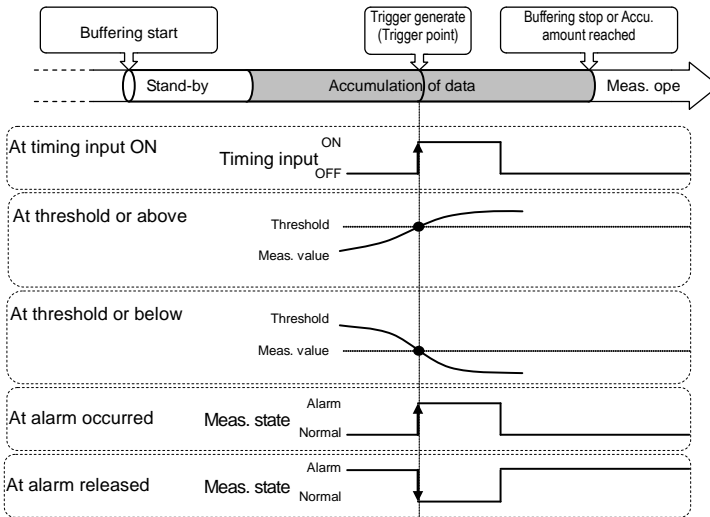 Buffering start
Trigger generate
(Trigger point)
Buffering stop or Accu.
amount reached
Stand-by
Accumulation of data
Meas. ope
At timing input ON
Timing input
ON
OFF
At threshold or above
Threshold
Meas. value
At threshold or below
Threshold
Meas. value
At alarm occurred
Meas. state
Alarm
Normal
At alarm released
Meas. state
Alarm
Normal